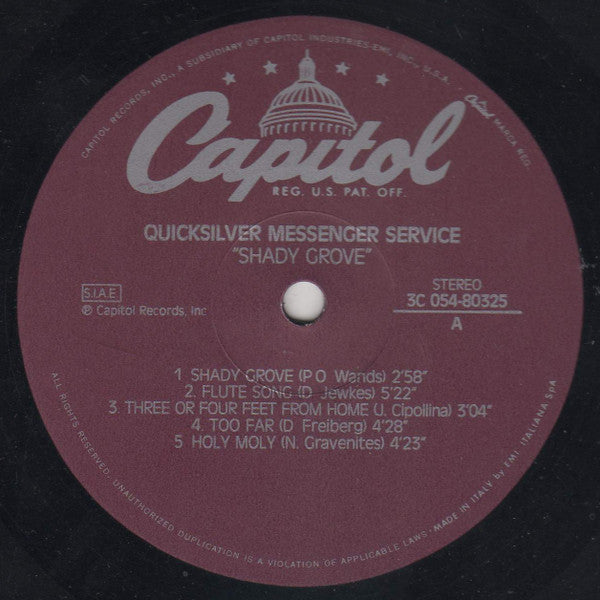 CAPITOL RECORDS, INC., A SUBSIDIARY OF CAPITOL INDUSTRIES-EMI, INC., U.S.A. · Capitol MARCA REG.
Capitol
REG. U.S. PAT. OFF.
QUICKSILVER MESSENGER SERVICE
"SHADY GROVE"
S.I.A.E.
℗ Capitol Records, Inc
STEREO
3C 054-80325
A
1 SHADY GROVE (P O Wands) 2'58"
2. FLUTE SONG (D Jewkes) 5'22"
3. THREE OR FOUR FEET FROM HOME (J. Cipollina) 3'04"
4. TOO FAR (D Freiberg) 4'28"
5 HOLY MOLY (N. Gravenites) 4'23"
ALL RIGHTS RESERVED. UNAUTHORIZED DUPLICATION IS A VIOLATION OF APPLICABLE LAWS · MADE IN ITALY by EMI ITALIANA SPA